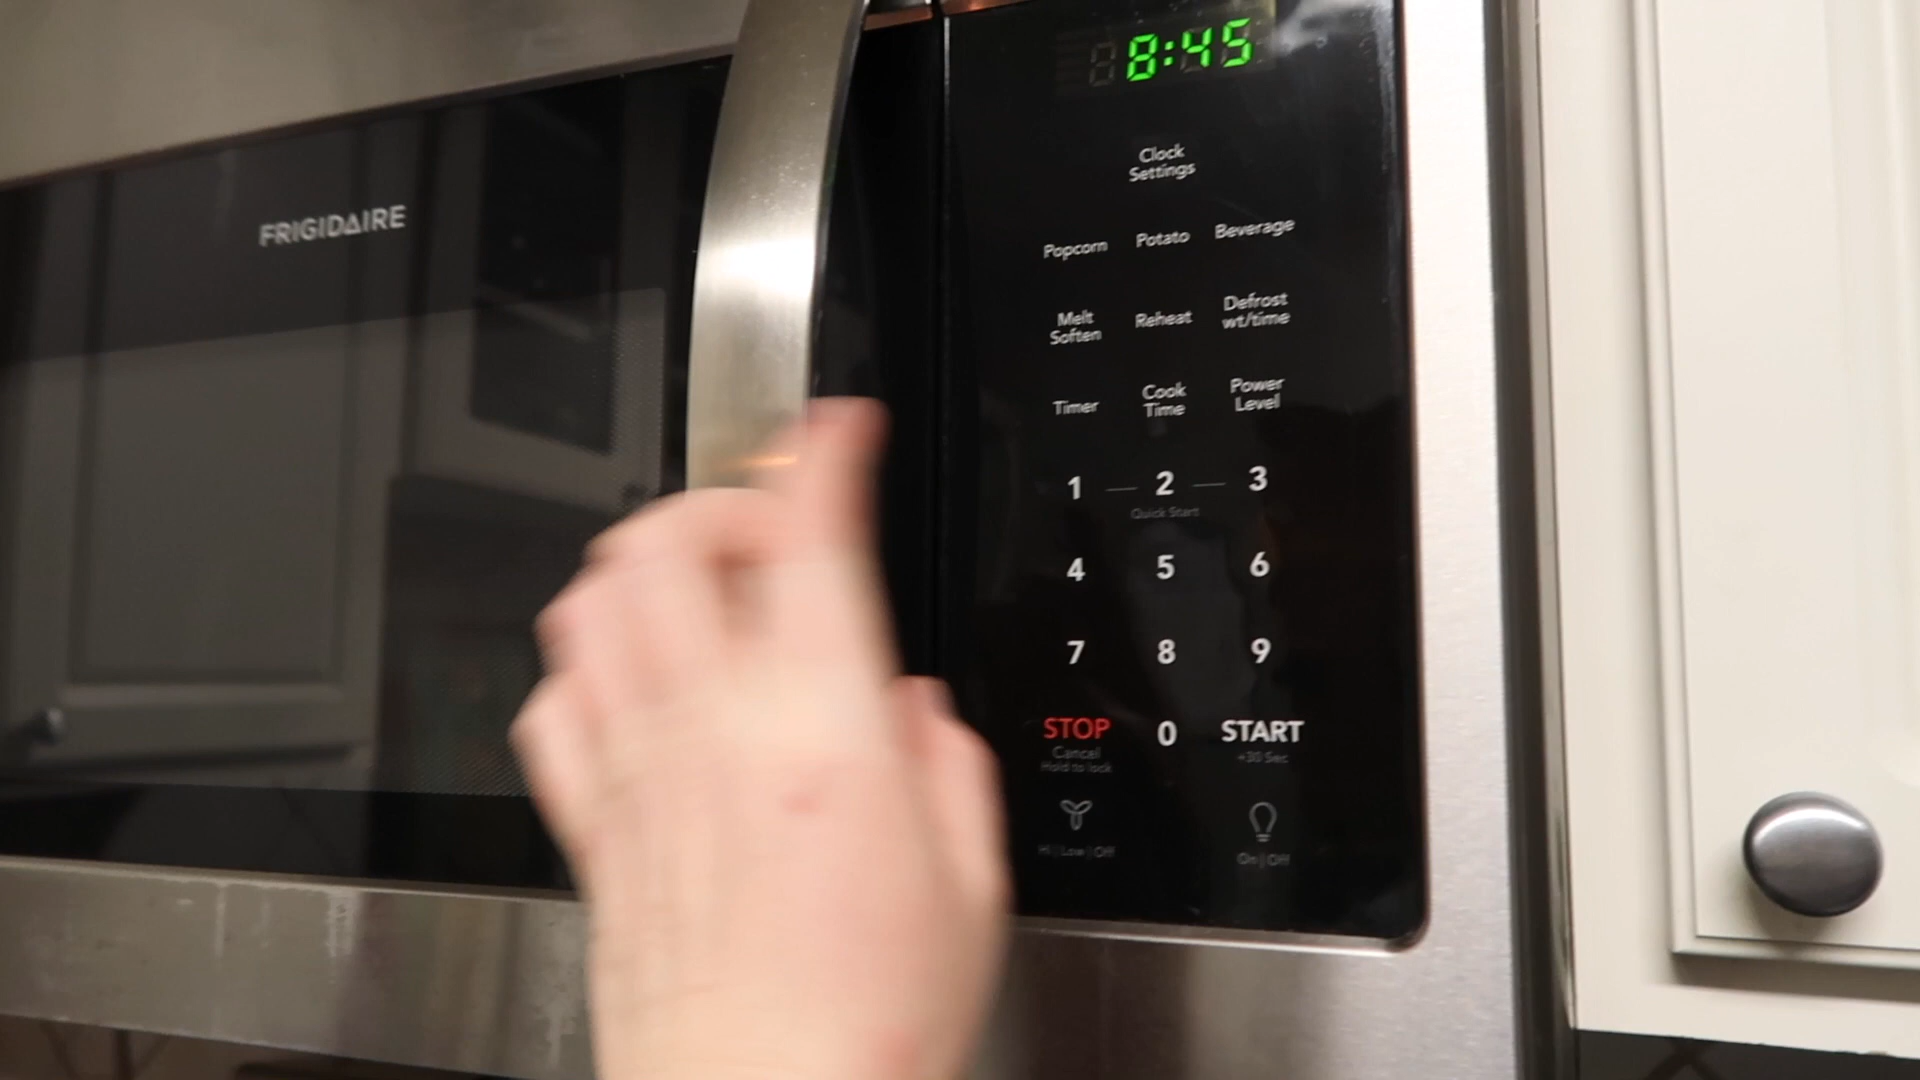 8:45
FRIGIDAIRE
Clock
Settings
Popcorn Potato Beverage
Melt
Soften
Reheat
Defrost
wt/time
Timer
Cook
Time
Power
Level
1 — 2 — 3
Quick Start
4 5 6
7 8 9
STOP 0 START
Cancel
Hold to lock
+30 Sec
Hi | Low | Off
On | Off